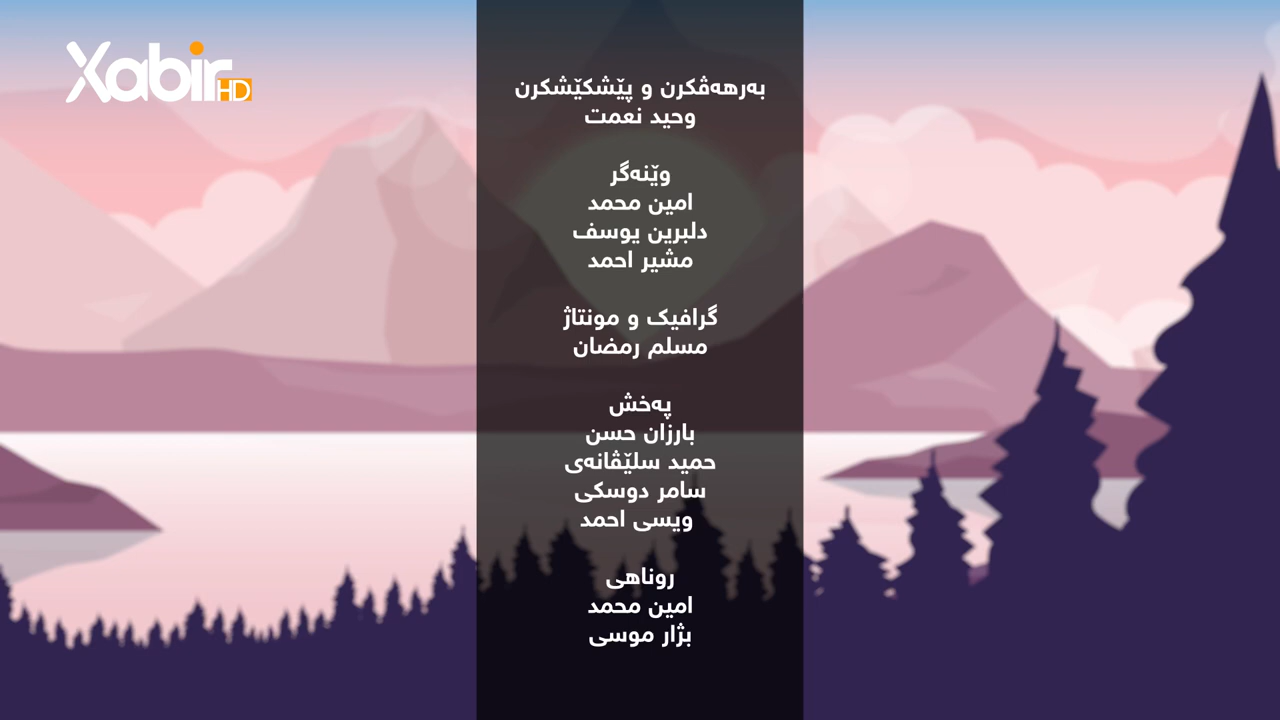 Xabir HD
بەرهەڤکرن و پێشکێشکرن
وحید نعمت
وێنەگر
امین محمد
دلبرین یوسف
مشیر احمد
گرافیک و مونتاژ
مسلم رمضان
پەخش
بارزان حسن
حمید سلێڤانەی
سامر دوسکی
ویسی احمد
روناهی
امین محمد
بژار موسی